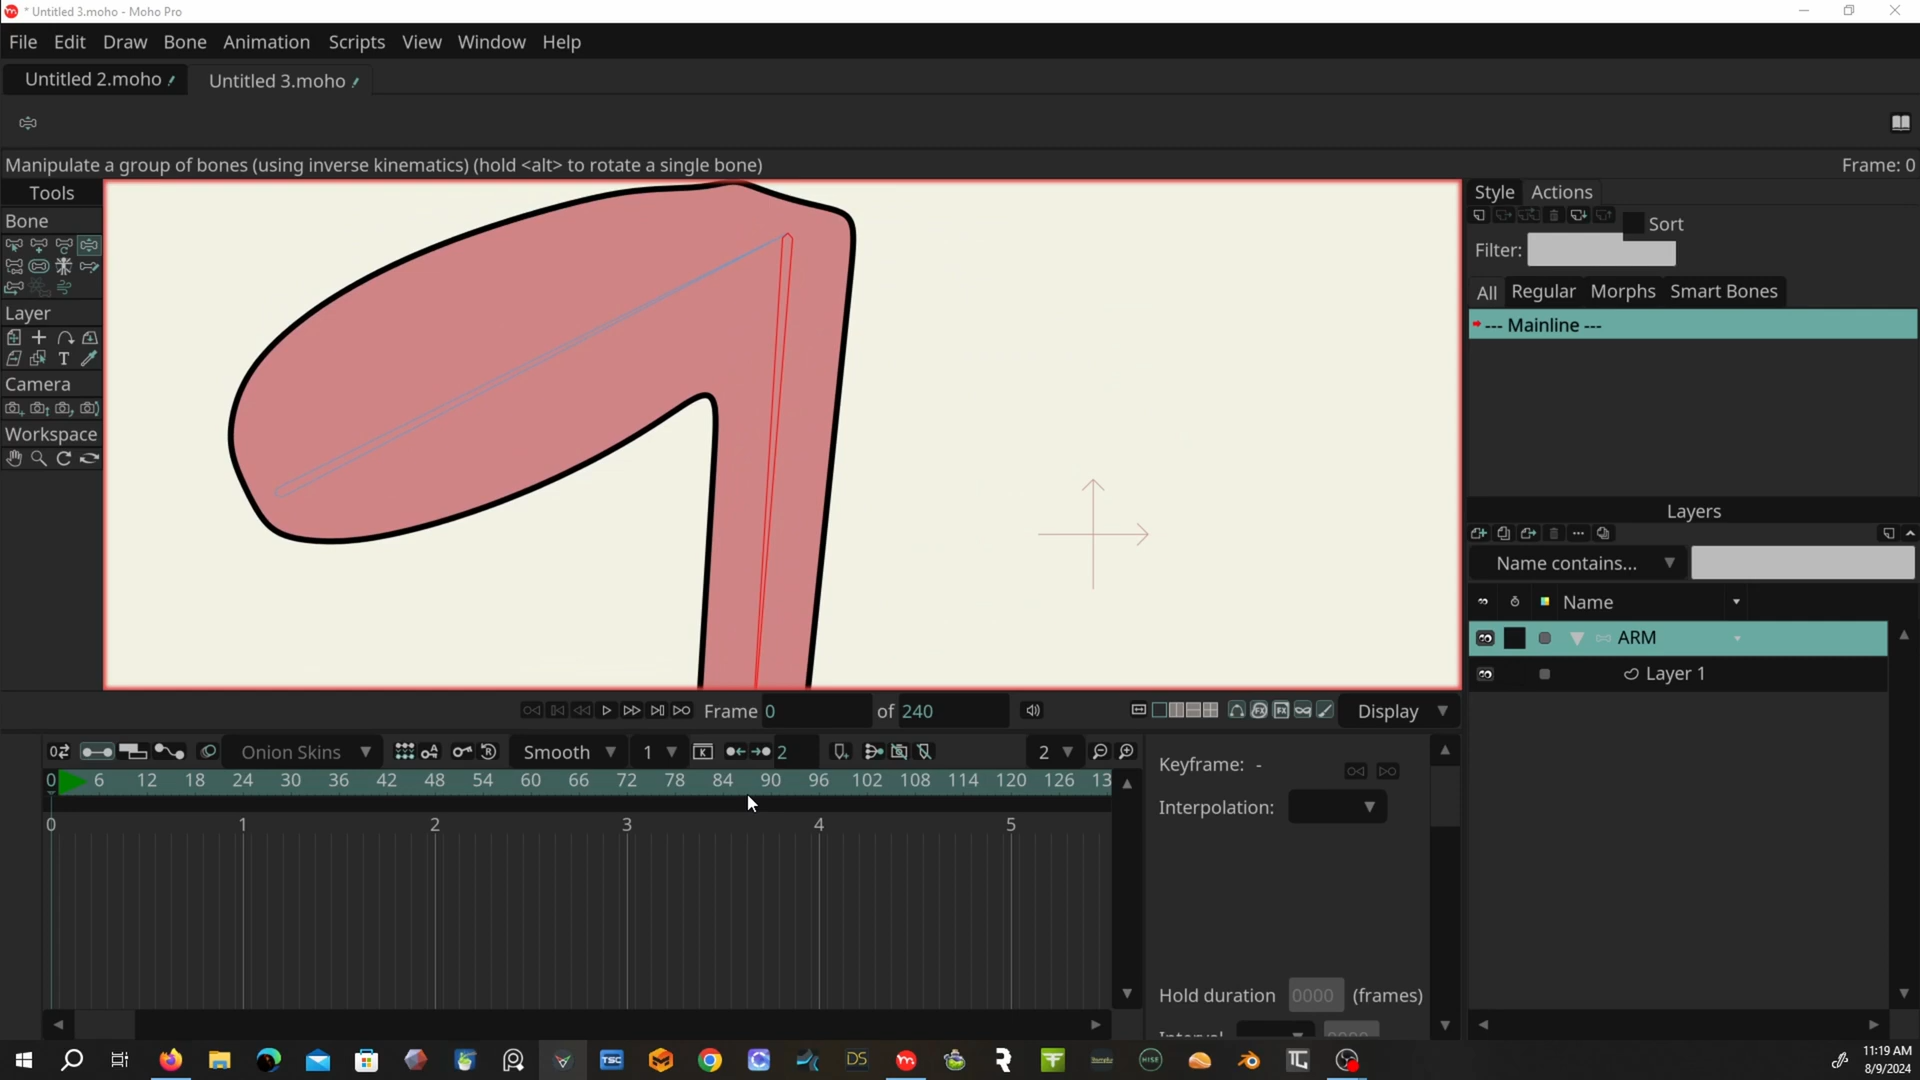 * Untitled 3.moho - Moho Pro
File Edit Draw Bone Animation Scripts View Window Help
Untitled 2.moho Untitled 3.moho
Manipulate a group of bones (using inverse kinematics) (hold <alt> to rotate a single bone) Frame: 0
Tools
Bone
Layer
T
Camera
Workspace
Style Actions
Sort
Filter:
All Regular Morphs Smart Bones
--- Mainline ---
Layers
Name contains...
Name
ARM
Layer 1
Frame 0 of 240 Display
Onion Skins Smooth 1 2 2
0 6 12 18 24 30 36 42 48 54 60 66 72 78 84 90 96 102 108 114 120 126 13
0 1 2 3 4 5
Keyframe: -
Interpolation:
Hold duration 0000 (frames)
TSC DS HISE
11:19 AM
8/9/2024